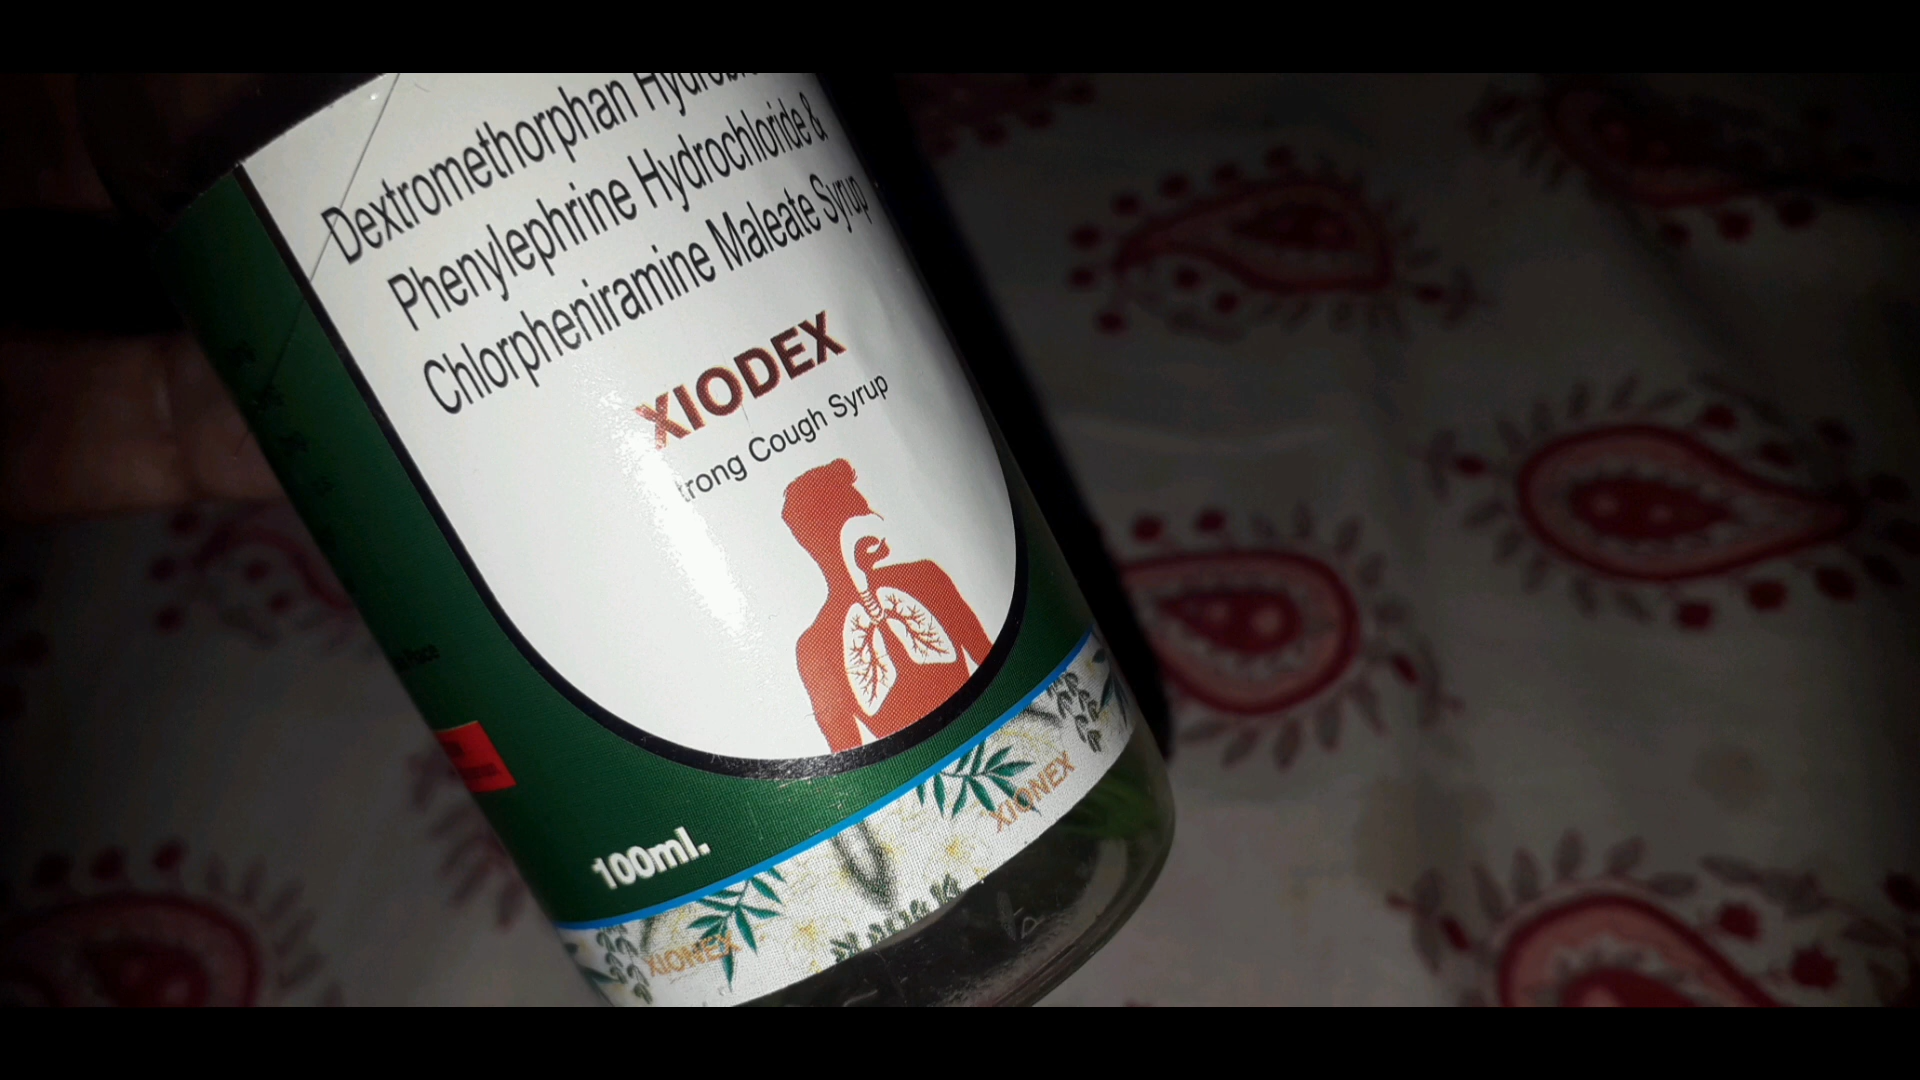 Dextromethorphan
Phenylephrine Hydrochloride &
Chlorpheniramine Maleate Syrup
XIODEX
trong Cough Syrup
100ml.
XIONEX
XIONEX